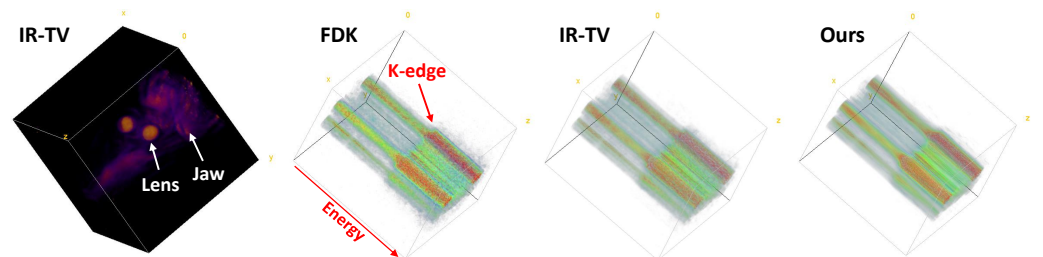 IR-TV
x
0
z
y
Lens
Jaw
FDK
0
x
z
K-edge
Energy
IR-TV
0
x
z
Ours
0
x
z